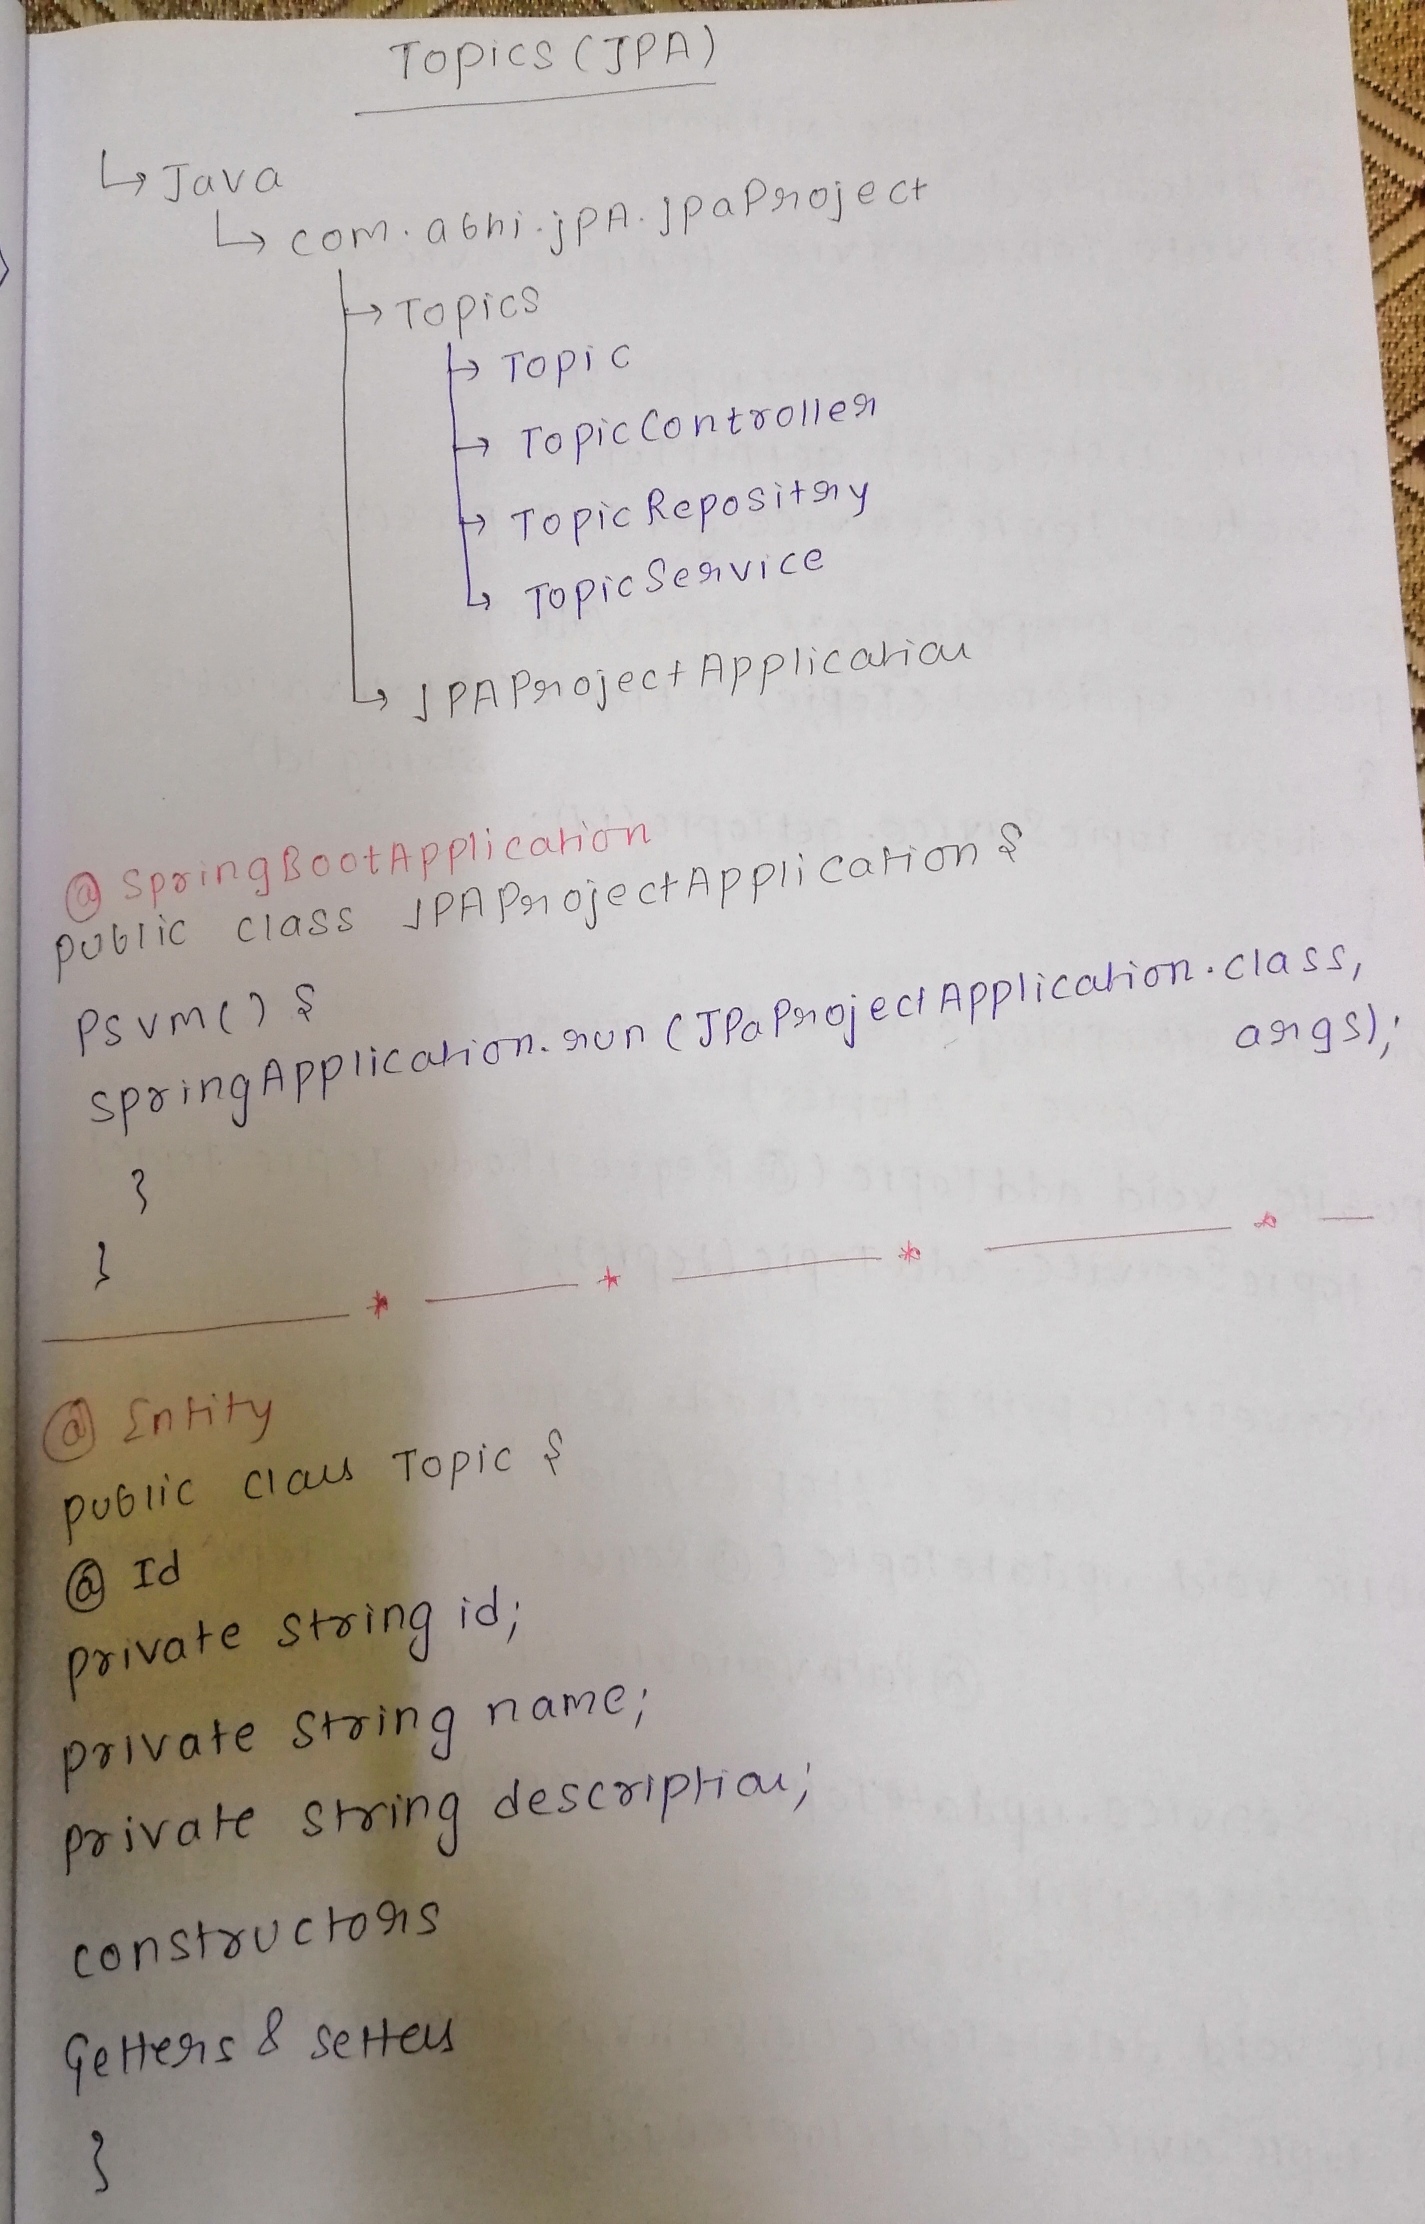 Topics (JPA)
↳ Java
↳ com.abhi.jPA.jpaProject
→ Topics
→ Topic
→ TopicController
→ TopicRepositry
↳ TopicService
↳ JPAProjectApplication
@ SpringBootApplication
public class JPAProjectApplication {
Psvm() {
SpringApplication.run (JPaProjectApplication.class,
args);
}
}
* * * *
@ Entity
public class Topic {
@ Id
private string id;
private string name;
private string description;
constructors
Getters & setters
}